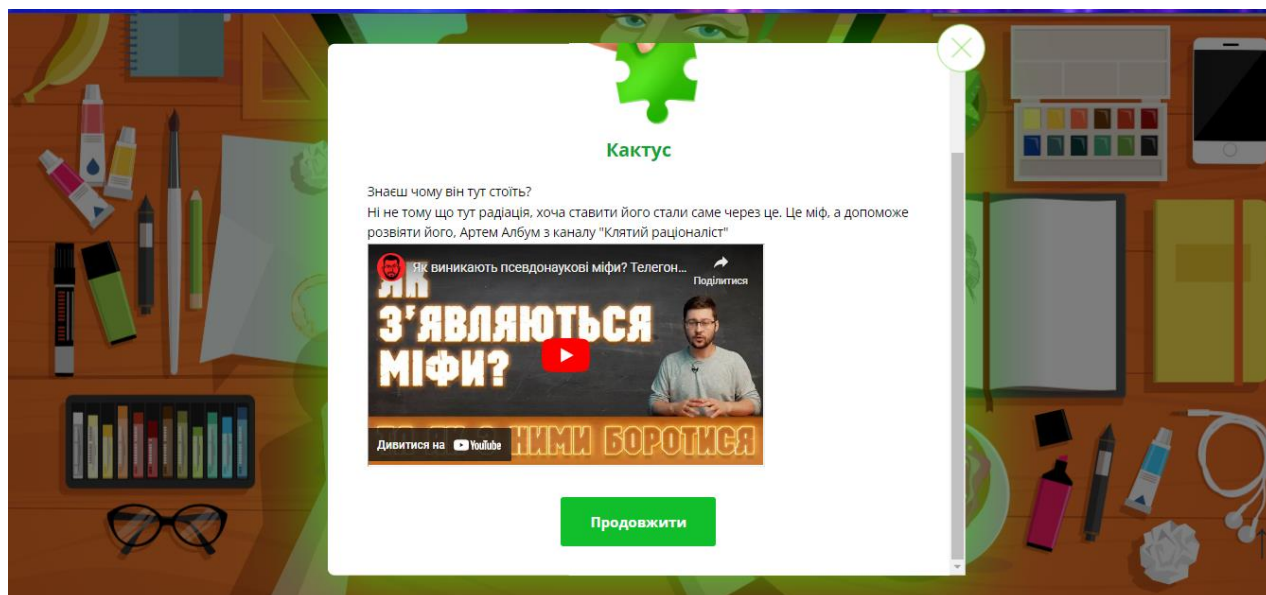 Кактус
Знаєш чому він тут стоїть?
Ні не тому що тут радіація, хоча ставити його стали саме через це. Це міф, а допоможе
розвіяти його, Артем Албум з каналу "Клятий раціоналіст"
Як виникають псевдонаукові міфи? Телегон...
Поділитися
ЯК
З'ЯВЛЯЮТЬСЯ
МІФИ?
НИМИ БОРОТИСЯ
Дивитися на YouTube
Продовжити